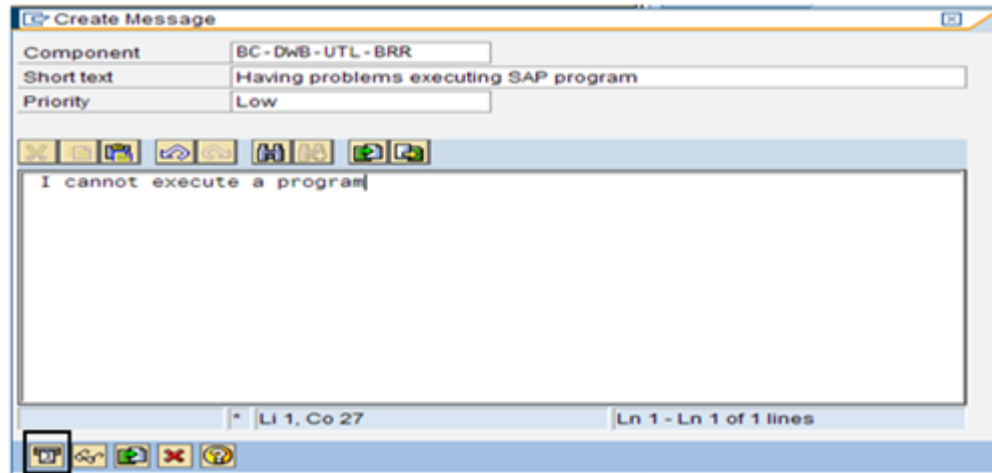 Create Message
Component BC-DWB-UTL-BRR
Short text Having problems executing SAP program
Priority Low
I cannot execute a program
* Li 1, Co 27 Ln 1 - Ln 1 of 1 lines